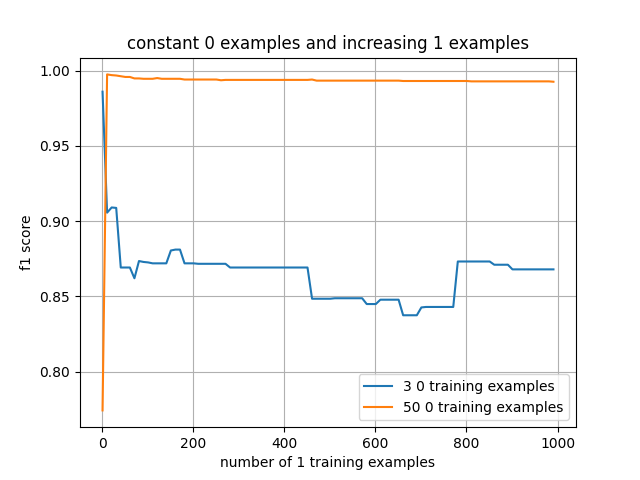 constant 0 examples and increasing 1 examples
1.00
0.95
0.90
0.85
0.80
f1 score
3 0 training examples
50 0 training examples
0 200 400 600 800 1000
number of 1 training examples